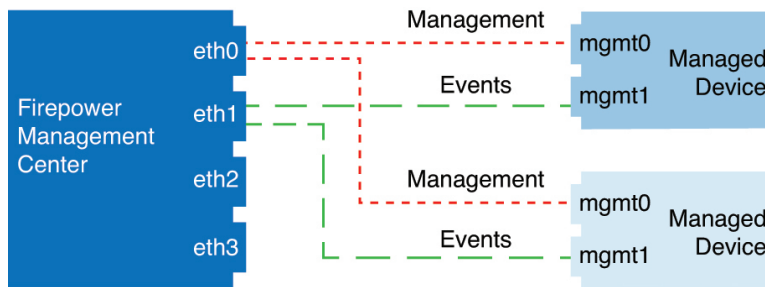 Management
eth0
mgmt0
Managed
Device
Events
Firepower
Management
Center
eth1
mgmt1
eth2
Management
mgmt0
Managed
Device
eth3
Events
mgmt1